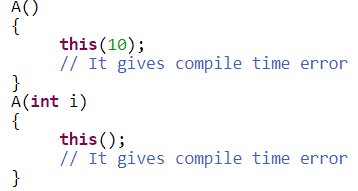 A()
{
this(10);
// It gives compile time error
}
A(int i)
{
this();
// It gives compile time error
}